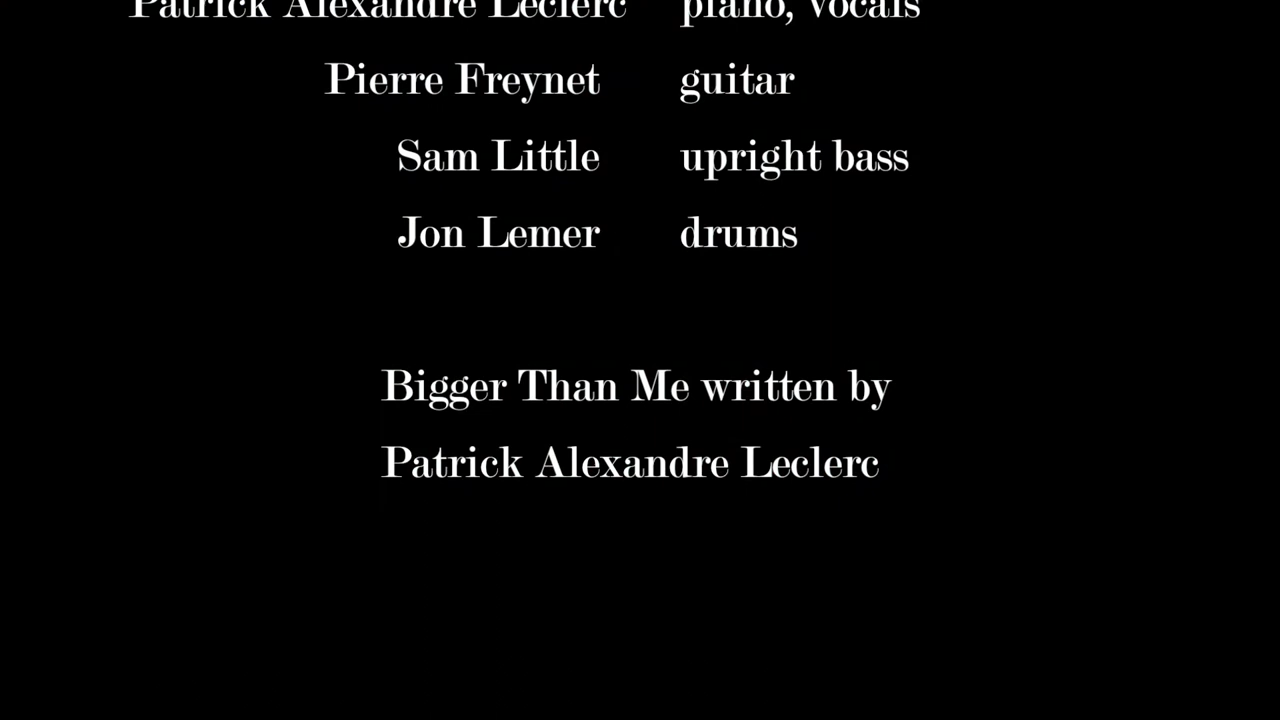 Patrick Alexandre Leclerc piano, vocals
Pierre Freynet guitar
Sam Little upright bass
Jon Lemer drums
Bigger Than Me written by
Patrick Alexandre Leclerc